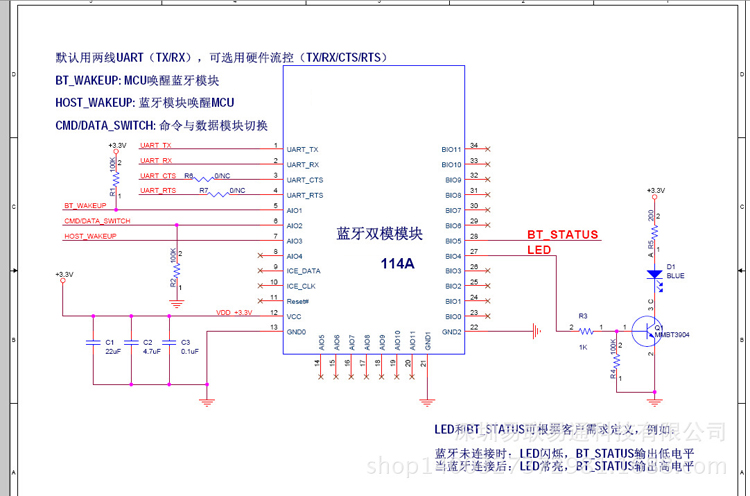 默认用两线UART（TX/RX），可选用硬件流控（TX/RX/CTS/RTS）
BT_WAKEUP: MCU唤醒蓝牙模块
HOST_WAKEUP: 蓝牙模块唤醒MCU
CMD/DATA_SWITCH: 命令与数据模块切换
+3.3V
100K
R1
2
1
UART_TX
UART_RX
UART_CTS R6 0/NC
UART_RTS R7 0/NC
BT_WAKEUP
CMD/DATA_SWITCH
HOST_WAKEUP
100K
R2
2
1
+3.3V
VDD +3.3V
C1
22uF
C2
4.7uF
C3
0.1uF
1 UART_TX
2 UART_RX
3 UART_CTS
4 UART_RTS
5 AIO1
6 AIO2
7 AIO3
8 AIO4
9 ICE_DATA
10 ICE_CLK
11 Reset#
12 VCC
13 GND0
蓝牙双模模块
114A
BIO11 34
BIO10 33
BIO9 32
BIO8 31
BIO7 30
BIO6 29
BIO5 28
BIO4 27
BIO3 26
BIO2 25
BIO1 24
BIO0 23
GND2 22
AIO5 14
AIO6 15
AIO7 16
AIO8 17
AIO9 18
AIO10 19
AIO11 20
GND1 21
BT_STATUS
LED
+3.3V
200
R5
2
1
A
D1
BLUE
C
3
R3
2 1
1K
1
Q1
MMBT3904
2
100K
R4
2
1
LED和BT_STATUS可根据客户需求定义，例如：
深圳易联易通科技有限公司
蓝牙未连接时：LED闪烁，BT_STATUS输出低电平
当蓝牙连接后：LED常亮，BT_STATUS输出高电平
D
C
B
A
D
C
B
A